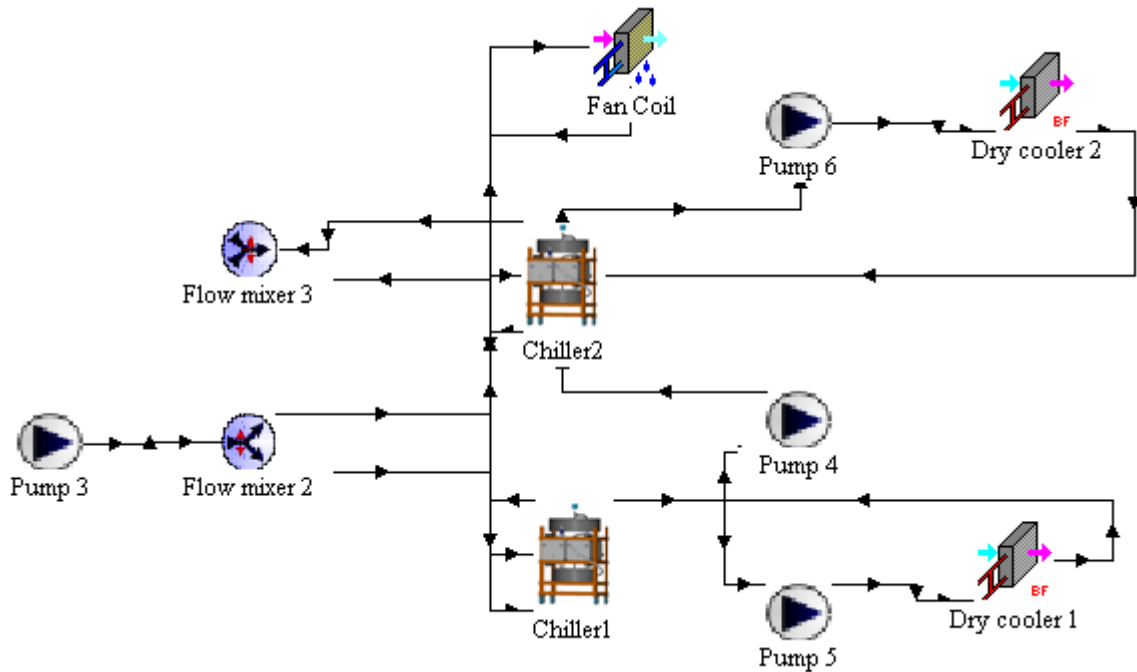 Fan Coil
BF
Pump 6
Dry cooler 2
Flow mixer 3
Chiller2
Pump 3
Flow mixer 2
Pump 4
Chiller1
BF
Pump 5
Dry cooler 1